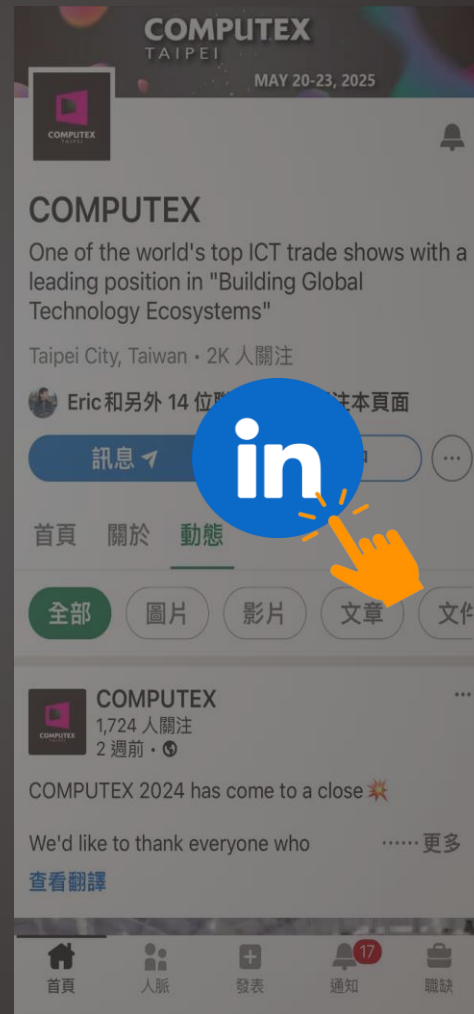 COMPUTEX
TAIPEI
MAY 20-23, 2025
COMPUTEX
TAIPEI
COMPUTEX
One of the world's top ICT trade shows with a
leading position in "Building Global
Technology Ecosystems"
Taipei City, Taiwan • 2K 人關注
Eric和另外 14 位 本頁面
訊息
in
首頁 關於 動態
全部 圖片 影片 文章 文件
COMPUTEX
COMPUTEX
1,724 人關注
2 週前 •
COMPUTEX 2024 has come to a close
We'd like to thank everyone who ……更多
查看翻譯
17
首頁 人脈 發表 通知 職缺